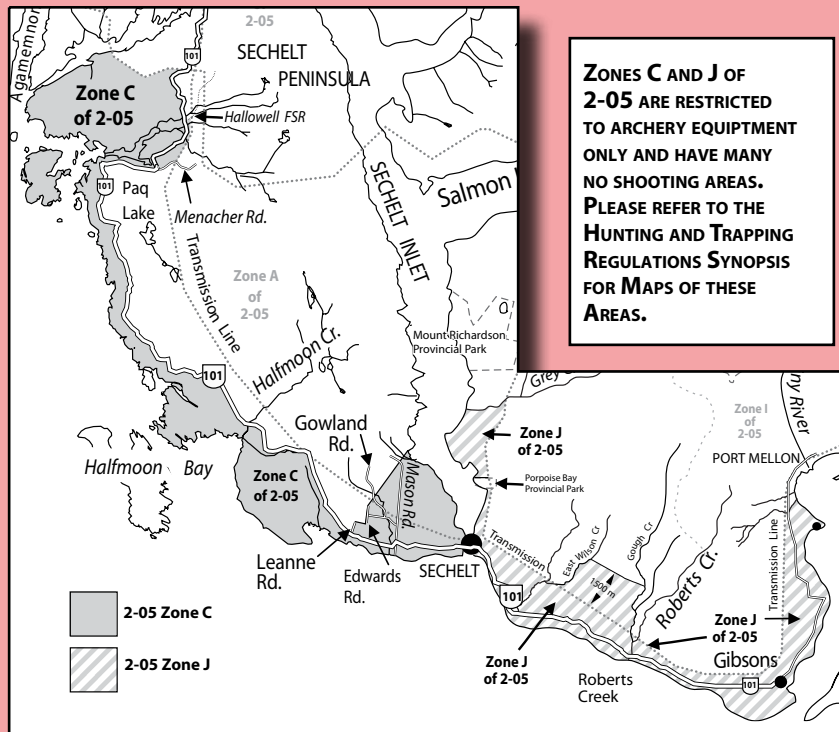 2-05
101
SECHELT
PENINSULA
Agamemnon
Zone C
of 2-05
Hallowell FSR
101
Paq
Lake
Menacher Rd.
SECHELT INLET
Salmon
Transmission Line
Zone A
of
2-05
Mount Richardson
Provincial Park
Halfmoon Cr.
101
Gowland
Rd.
Halfmoon Bay
Zone C
of 2-05
Mason Rd.
Leanne
Rd.
Edwards
Rd.
SECHELT
Grey
Zone J
of 2-05
Porpoise Bay
Provincial Park
Zone I
of
2-05
PORT MELLON
ny River
Transmission
East Wilson Cr
Gough Cr
1500 m
Roberts Cr.
Transmission Line
101
Zone J
of 2-05
Zone J
of 2-05
Gibsons
Roberts
Creek
101
2-05 Zone C
2-05 Zone J
ZONES C AND J OF
2-05 ARE RESTRICTED
TO ARCHERY EQUIPTMENT
ONLY AND HAVE MANY
NO SHOOTING AREAS.
PLEASE REFER TO THE
HUNTING AND TRAPPING
REGULATIONS SYNOPSIS
FOR MAPS OF THESE
AREAS.